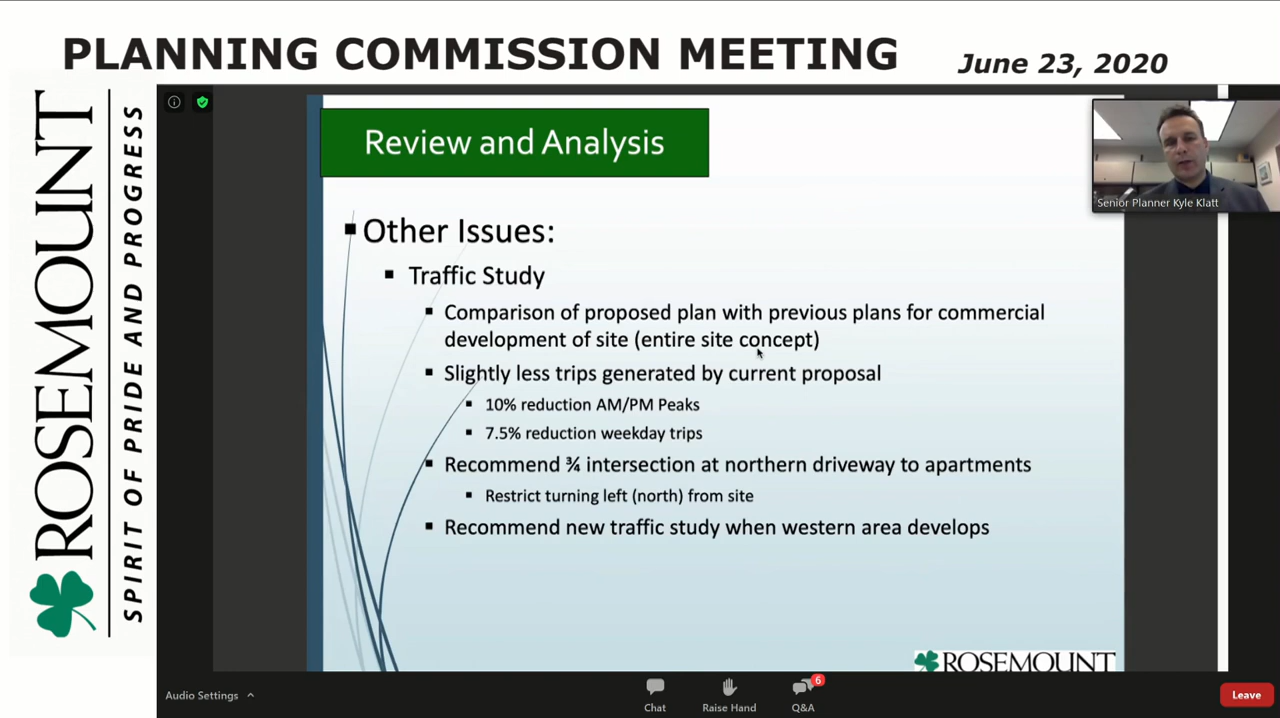 PLANNING COMMISSION MEETING
June 23, 2020
ROSEMOUNT
SPIRIT OF PRIDE AND PROGRESS
Review and Analysis
Senior Planner Kyle Klatt
Other Issues:
Traffic Study
Comparison of proposed plan with previous plans for commercial
development of site (entire site concept)
Slightly less trips generated by current proposal
10% reduction AM/PM Peaks
7.5% reduction weekday trips
Recommend ¾ intersection at northern driveway to apartments
Restrict turning left (north) from site
Recommend new traffic study when western area develops
ROSEMOUNT
Audio Settings
Chat
Raise Hand
6
Q&A
Leave